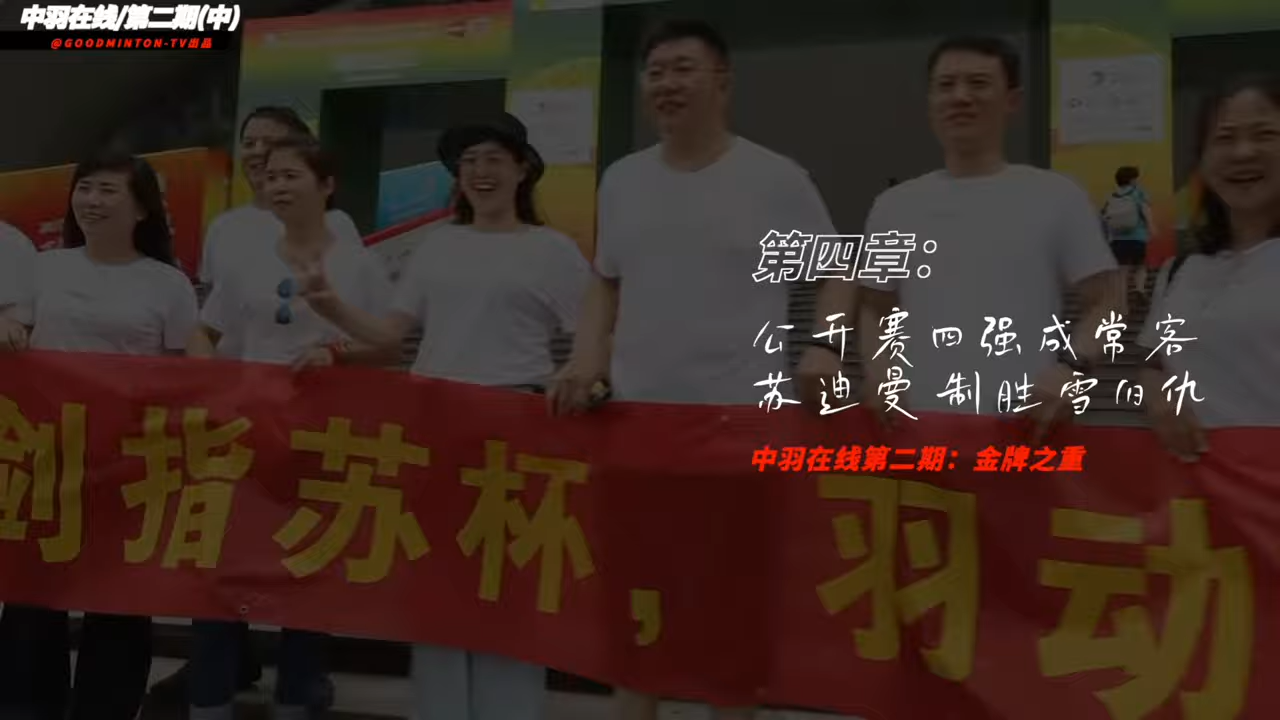 中羽在线/第二期(中)
@GOODMINTON-TV出品
第四章：
公开赛四强成常客
苏迪曼制胜雪旧仇
中羽在线第二期：金牌之重
剑指苏杯，羽动